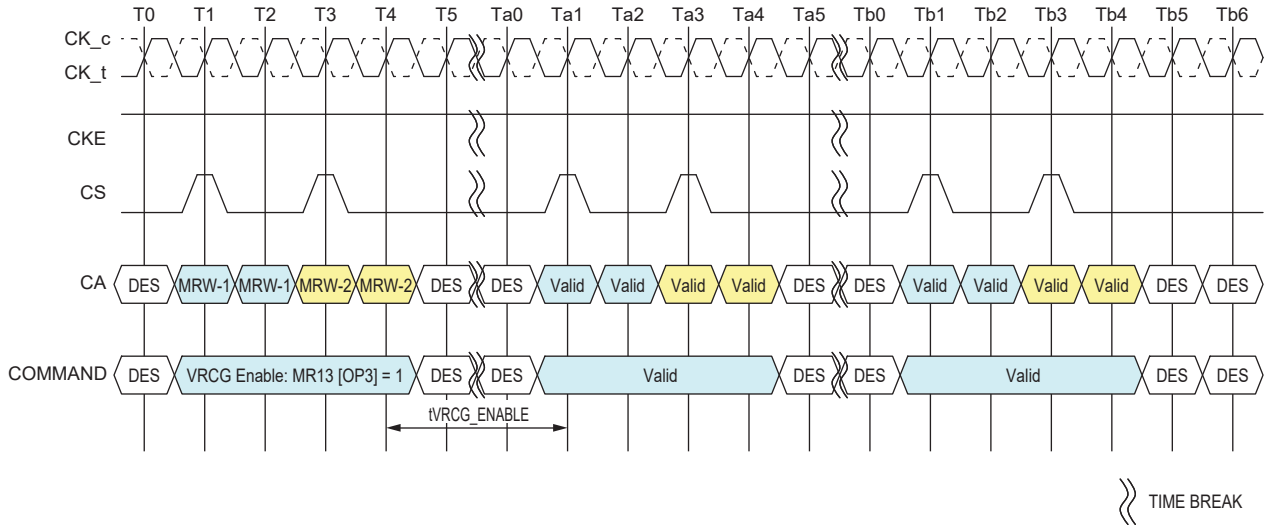 T0 T1 T2 T3 T4 T5 Ta0 Ta1 Ta2 Ta3 Ta4 Ta5 Tb0 Tb1 Tb2 Tb3 Tb4 Tb5 Tb6
CK_c
CK_t
CKE
CS
CA DES MRW-1 MRW-1 MRW-2 MRW-2 DES DES Valid Valid Valid Valid DES DES Valid Valid Valid Valid DES DES
COMMAND DES VRCG Enable: MR13 [OP3] = 1 DES DES Valid DES DES Valid DES DES
tVRCG_ENABLE
TIME BREAK